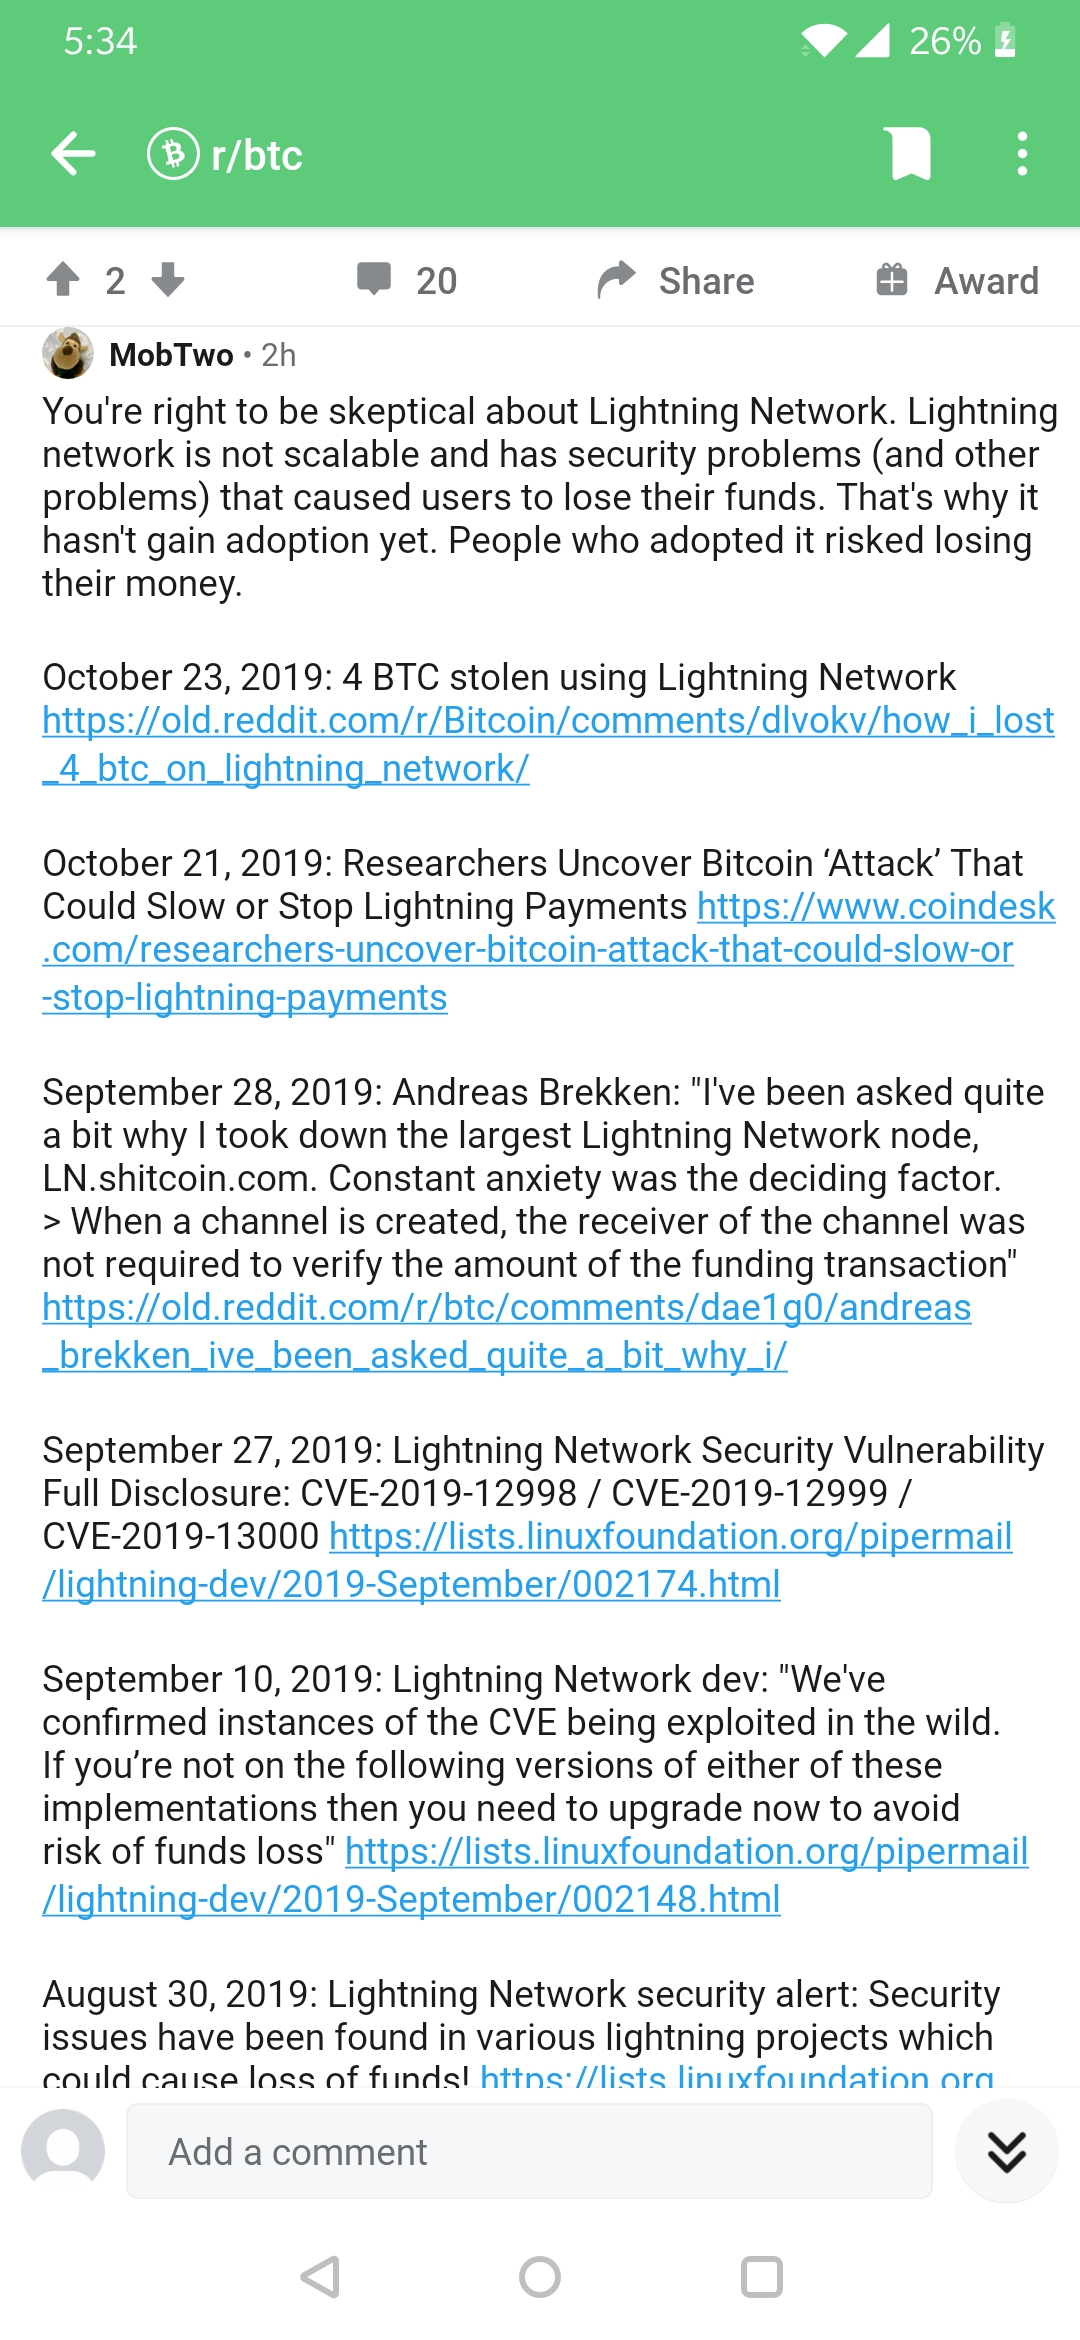 5:34
26%
r/btc
2
20
Share
Award
MobTwo • 2h
You're right to be skeptical about Lightning Network. Lightning
network is not scalable and has security problems (and other
problems) that caused users to lose their funds. That's why it
hasn't gain adoption yet. People who adopted it risked losing
their money.
October 23, 2019: 4 BTC stolen using Lightning Network
https://old.reddit.com/r/Bitcoin/comments/dlvokv/how_i_lost
_4_btc_on_lightning_network/
October 21, 2019: Researchers Uncover Bitcoin ‘Attack’ That
Could Slow or Stop Lightning Payments https://www.coindesk
.com/researchers-uncover-bitcoin-attack-that-could-slow-or
-stop-lightning-payments
September 28, 2019: Andreas Brekken: "I've been asked quite
a bit why I took down the largest Lightning Network node,
LN.shitcoin.com. Constant anxiety was the deciding factor.
> When a channel is created, the receiver of the channel was
not required to verify the amount of the funding transaction"
https://old.reddit.com/r/btc/comments/dae1g0/andreas
_brekken_ive_been_asked_quite_a_bit_why_i/
September 27, 2019: Lightning Network Security Vulnerability
Full Disclosure: CVE-2019-12998 / CVE-2019-12999 /
CVE-2019-13000 https://lists.linuxfoundation.org/pipermail
/lightning-dev/2019-September/002174.html
September 10, 2019: Lightning Network dev: "We've
confirmed instances of the CVE being exploited in the wild.
If you’re not on the following versions of either of these
implementations then you need to upgrade now to avoid
risk of funds loss" https://lists.linuxfoundation.org/pipermail
/lightning-dev/2019-September/002148.html
August 30, 2019: Lightning Network security alert: Security
issues have been found in various lightning projects which
could cause loss of funds! https://lists.linuxfoundation.org
Add a comment